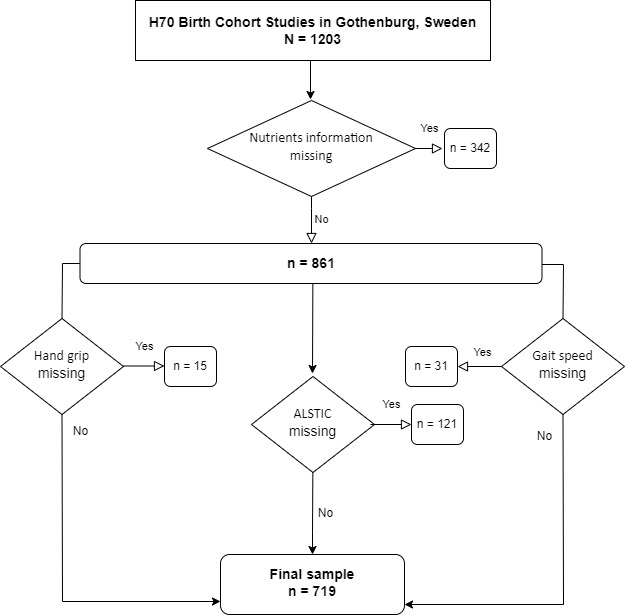 H70 Birth Cohort Studies in Gothenburg, Sweden
N = 1203
Nutrients information
missing
Yes
n = 342
No
n = 861
Hand grip
missing
Yes
n = 15
n = 31
Yes
Gait speed
missing
ALSTIC
missing
Yes
n = 121
No
No
No
Final sample
n = 719